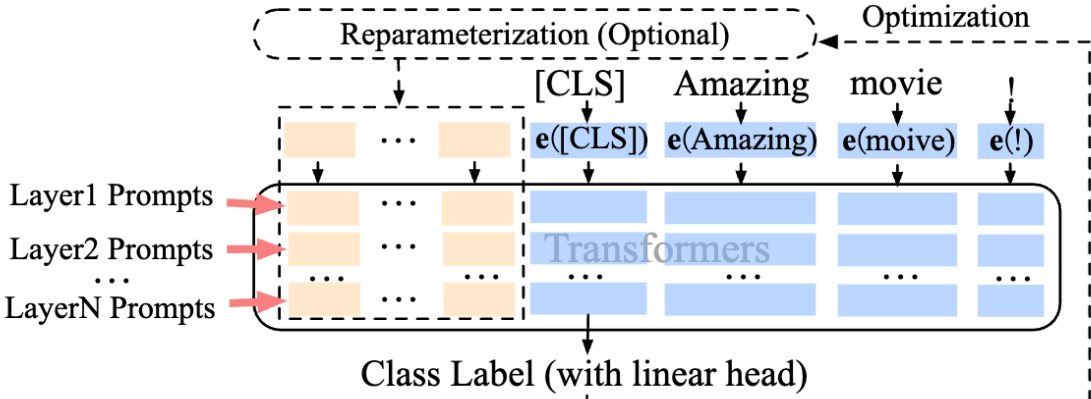 Optimization
Reparameterization (Optional)
[CLS] Amazing movie !
e([CLS]) e(Amazing) e(moive) e(!)
...
Layer1 Prompts
...
Layer2 Prompts
Transformers
... ... ... ... ... ... ...
LayerN Prompts
...
Class Label (with linear head)